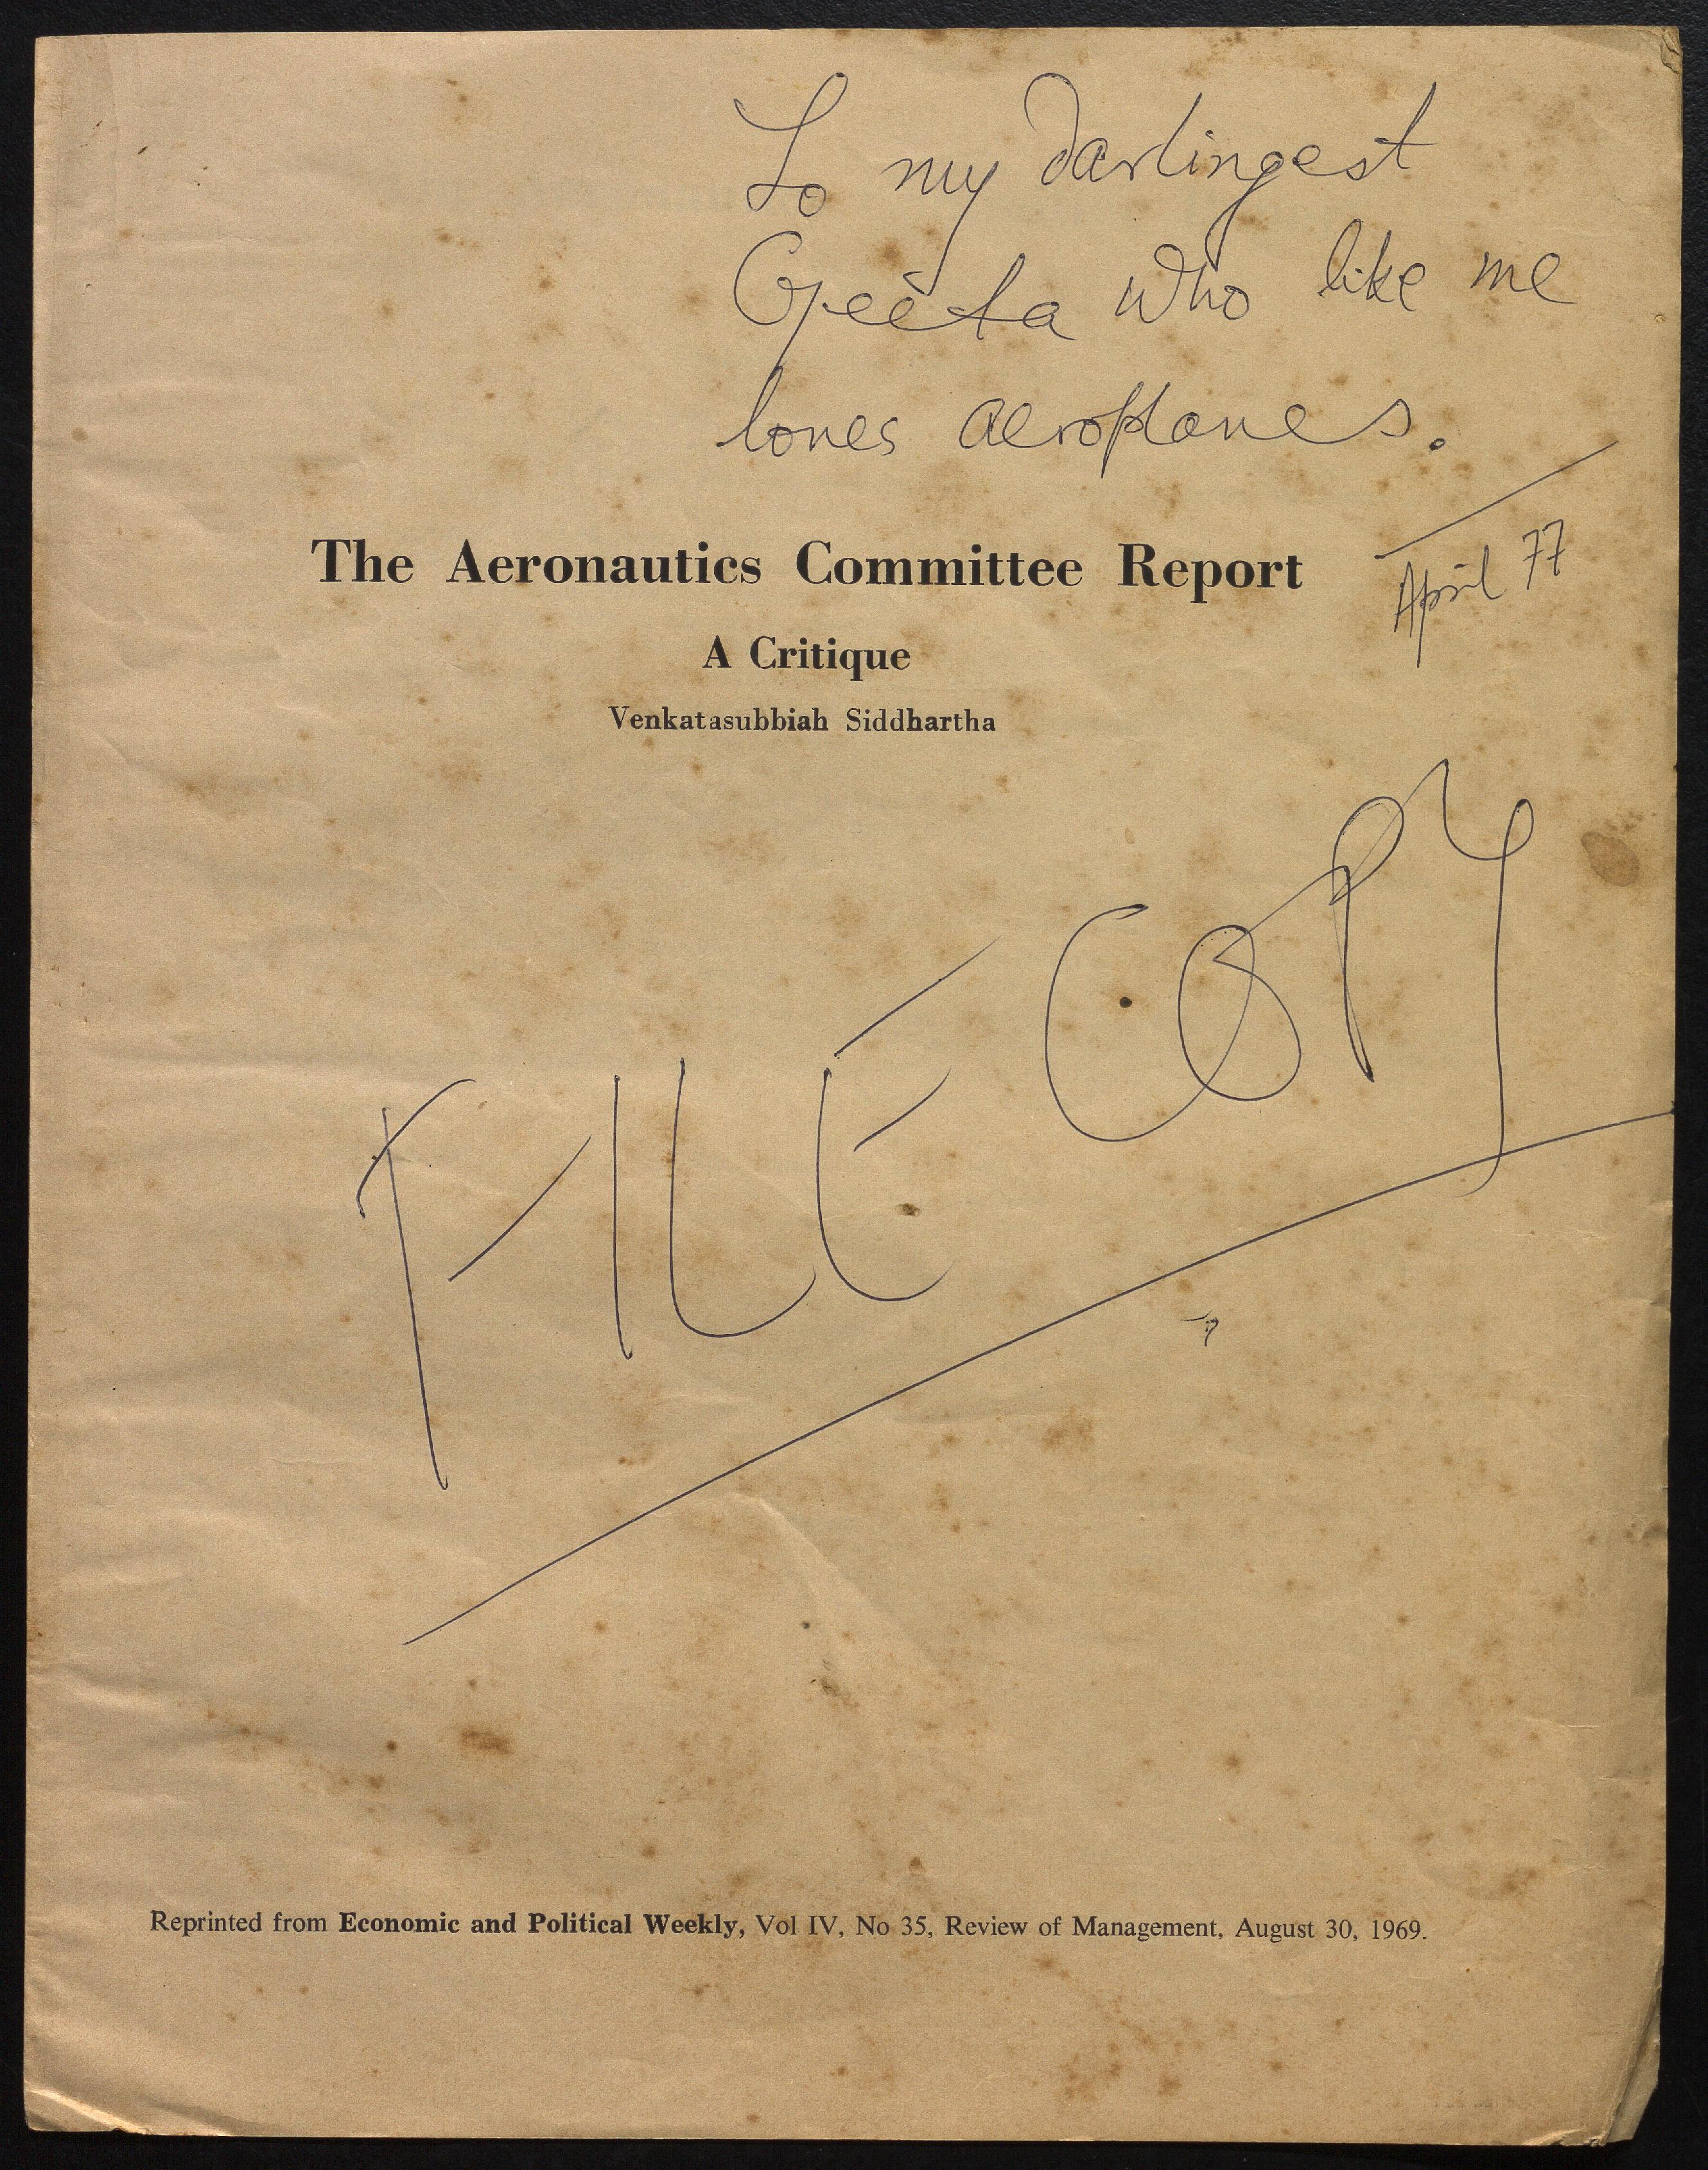 To my darlingest
Geeta who like me
loves aeroplanes.
April 77
The Aeronautics Committee Report
A Critique
Venkatasubbiah Siddhartha
FILE COPY
Reprinted from Economic and Political Weekly, Vol IV, No 35, Review of Management, August 30, 1969.